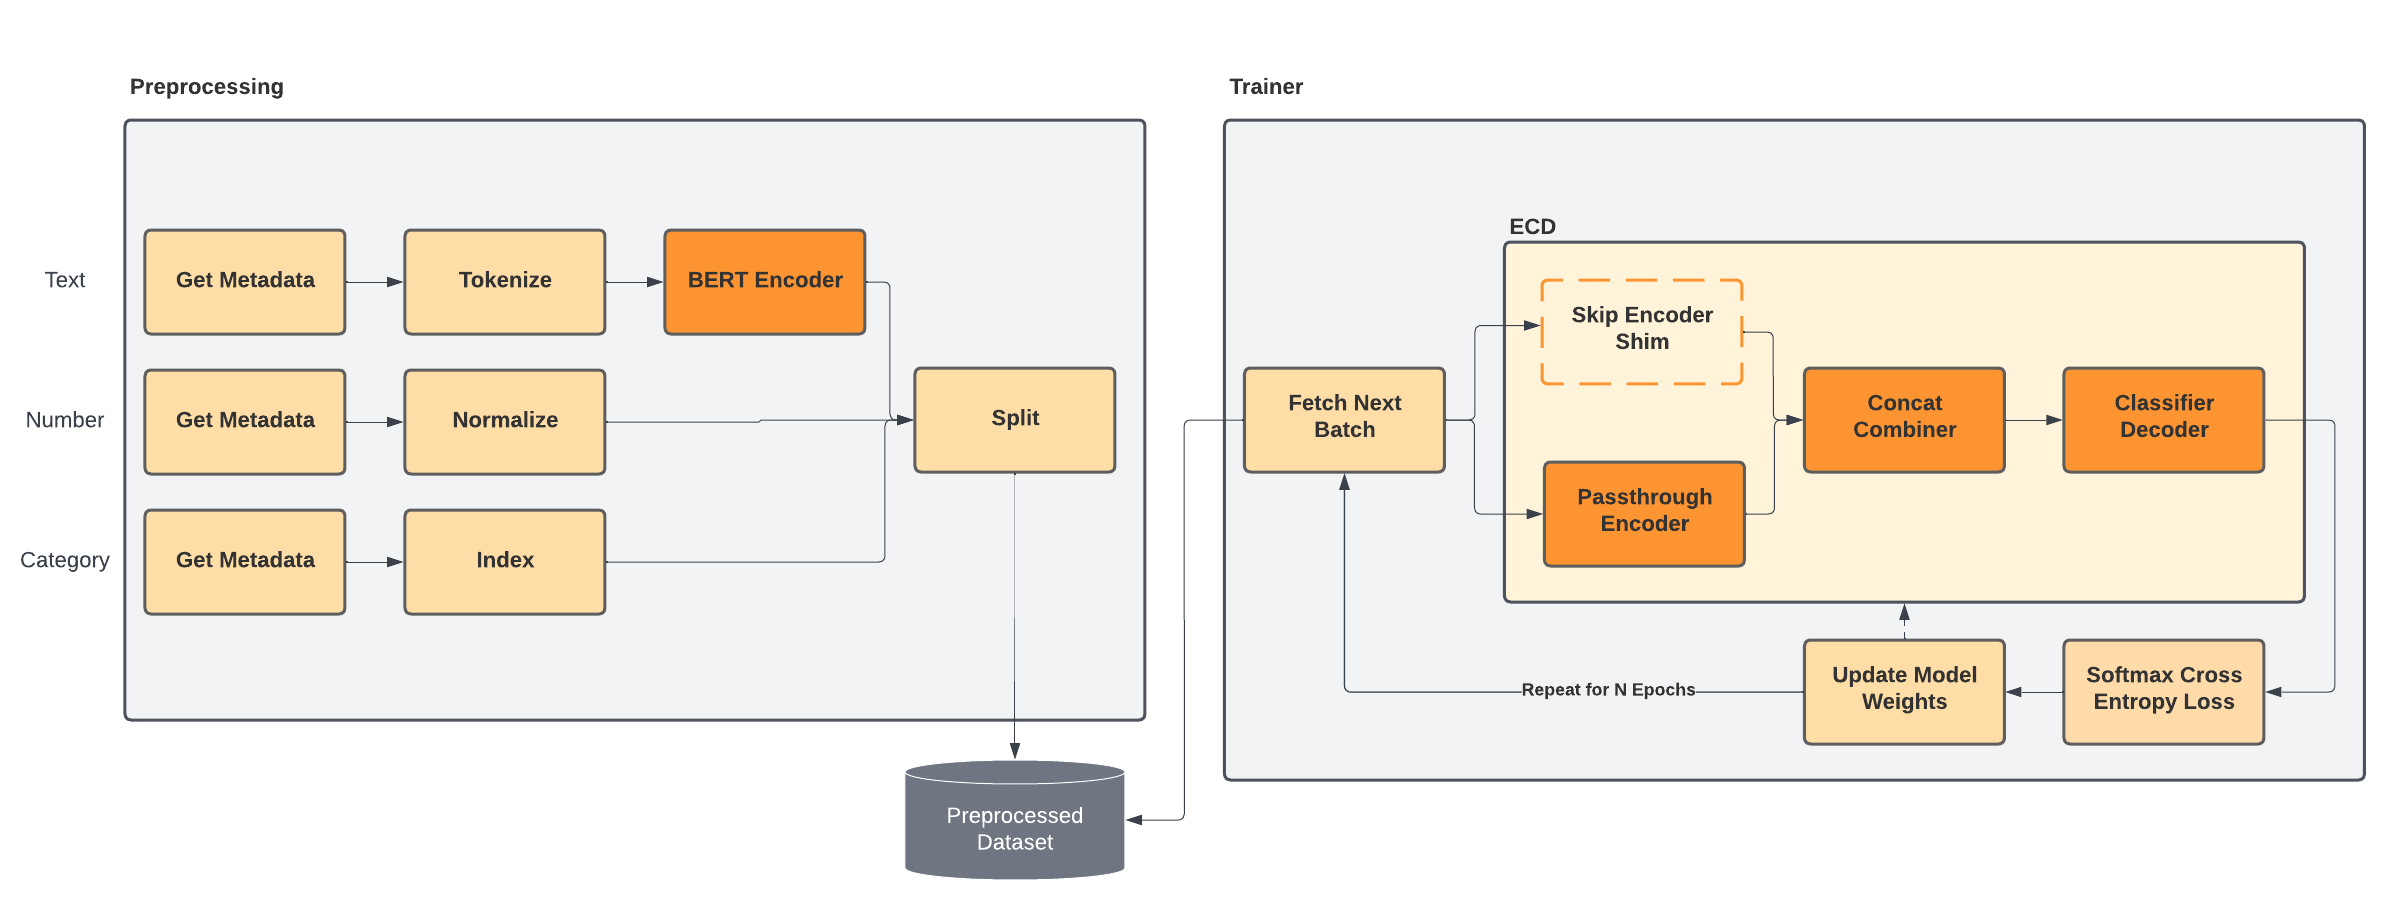 Preprocessing
Text
Get Metadata
Tokenize
BERT Encoder
Number
Get Metadata
Normalize
Split
Category
Get Metadata
Index
Preprocessed
Dataset
Trainer
ECD
Fetch Next
Batch
Skip Encoder
Shim
Passthrough
Encoder
Concat
Combiner
Classifier
Decoder
Softmax Cross
Entropy Loss
Update Model
Weights
Repeat for N Epochs